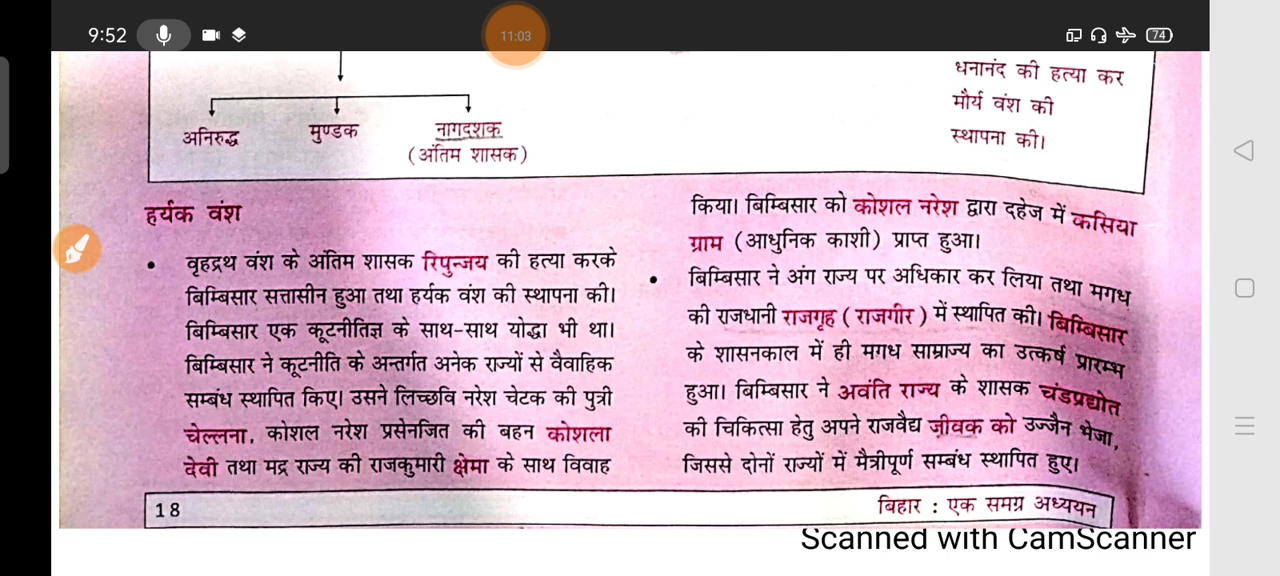 9:52
11:03
74
धनानंद की हत्या कर
मौर्य वंश की
स्थापना की।
अनिरुद्ध
मुण्डक
नागदशक
(अंतिम शासक)
हर्यक वंश
• वृहद्रथ वंश के अंतिम शासक रिपुन्जय की हत्या करके
बिम्बिसार सत्तासीन हुआ तथा हर्यक वंश की स्थापना की।
बिम्बिसार एक कूटनीतिज्ञ के साथ-साथ योद्धा भी था।
बिम्बिसार ने कूटनीति के अन्तर्गत अनेक राज्यों से वैवाहिक
सम्बंध स्थापित किए। उसने लिच्छवि नरेश चेटक की पुत्री
चेल्लना, कोशल नरेश प्रसेनजित की बहन कोशला
देवी तथा मद्र राज्य की राजकुमारी क्षेमा के साथ विवाह
किया। बिम्बिसार को कोशल नरेश द्वारा दहेज में कसिया
ग्राम (आधुनिक काशी) प्राप्त हुआ।
• बिम्बिसार ने अंग राज्य पर अधिकार कर लिया तथा मगध
की राजधानी राजगृह (राजगीर) में स्थापित की। बिम्बिसार
के शासनकाल में ही मगध साम्राज्य का उत्कर्ष प्रारम्भ
हुआ। बिम्बिसार ने अवंति राज्य के शासक चंडप्रद्योत
की चिकित्सा हेतु अपने राजवैद्य जीवक को उज्जैन भेजा,
जिससे दोनों राज्यों में मैत्रीपूर्ण सम्बंध स्थापित हुए।
18
बिहार : एक समग्र अध्ययन
Scanned with CamScanner